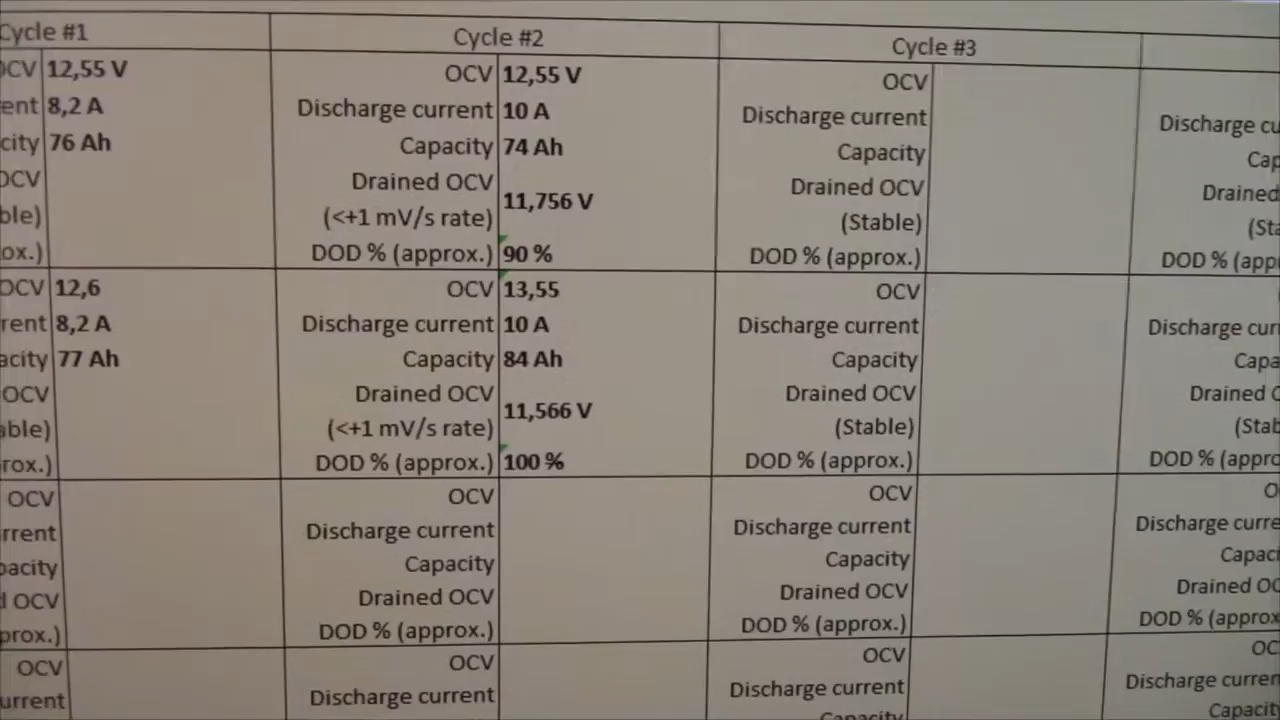 Cycle #1 Cycle #2 Cycle #3
OCV 12,55 V OCV 12,55 V OCV
ent 8,2 A Discharge current 10 A Discharge current Discharge cu
city 76 Ah Capacity 74 Ah Capacity Cap
OCV Drained OCV 11,756 V Drained OCV Drained
ble) (<+1 mV/s rate) (Stable) (Sta
ox.) DOD % (approx.) 90 % DOD % (approx.) DOD % (app
OCV 12,6 OCV 13,55 OCV
rent 8,2 A Discharge current 10 A Discharge current Discharge cur
acity 77 Ah Capacity 84 Ah Capacity Capa
OCV Drained OCV 11,566 V Drained OCV Drained O
able) (<+1 mV/s rate) (Stable) (Stab
rox.) DOD % (approx.) 100 % DOD % (approx.) DOD % (appro
OCV OCV OCV O
rrent Discharge current Discharge current Discharge curre
pacity Capacity Capacity Capaci
d OCV Drained OCV Drained OCV Drained OC
prox.) DOD % (approx.) DOD % (approx.) DOD % (approx
OCV OCV OCV OC
urrent Discharge current Discharge current Discharge curren
Capacity Capacit